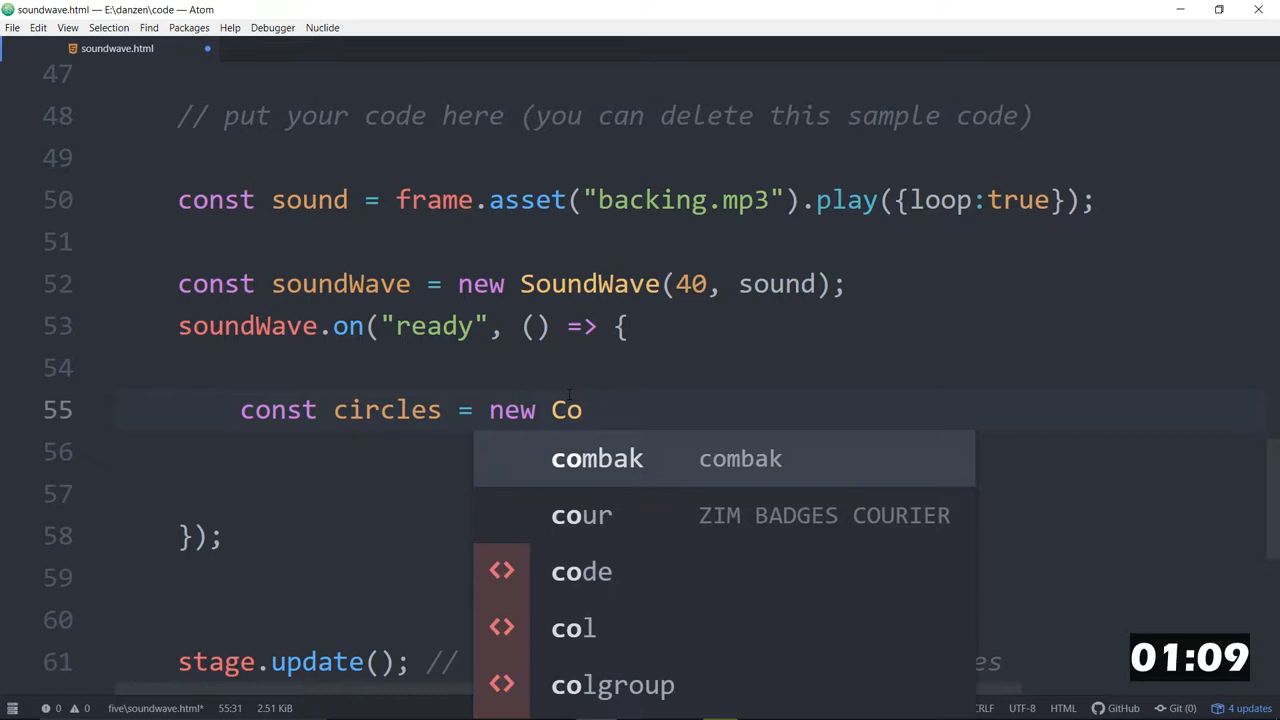 soundwave.html — E:\danzen\code — Atom
File Edit View Selection Find Packages Help Debugger Nuclide
soundwave.html
47
48 // put your code here (you can delete this sample code)
49
50 const sound = frame.asset("backing.mp3").play({loop:true});
51
52 const soundWave = new SoundWave(40, sound);
53 soundWave.on("ready", () => {
54
55 const circles = new Co
56 combak combak
57 cour ZIM BADGES COURIER
58 });
code
59
60 col
61 stage.update(); // es
colgroup
01:09
0 0 five\soundwave.html* 55:31 2.51 KiB CRLF UTF-8 HTML GitHub Git (0) 4 updates